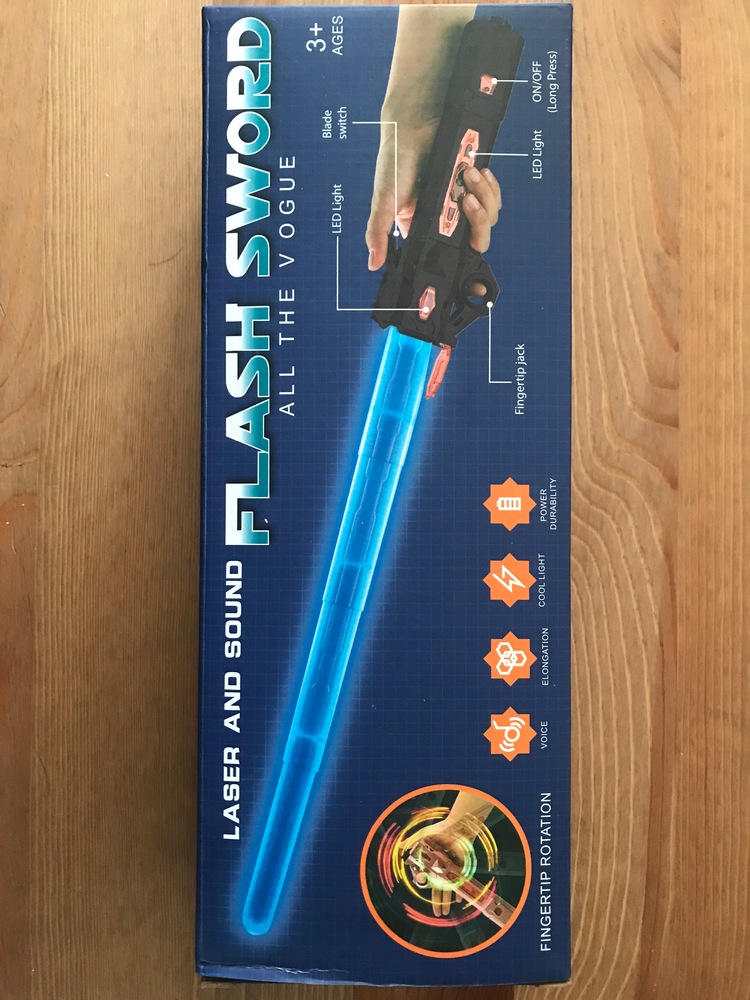 LASER AND SOUND
FLASH SWORD
ALL THE VOGUE
3+
AGES
Blade
switch
LED Light
ON/OFF
(Long Press)
LED Light
Fingertip jack
FINGERTIP ROTATION
VOICE
ELONGATION
COOL LIGHT
POWER
DURABILITY